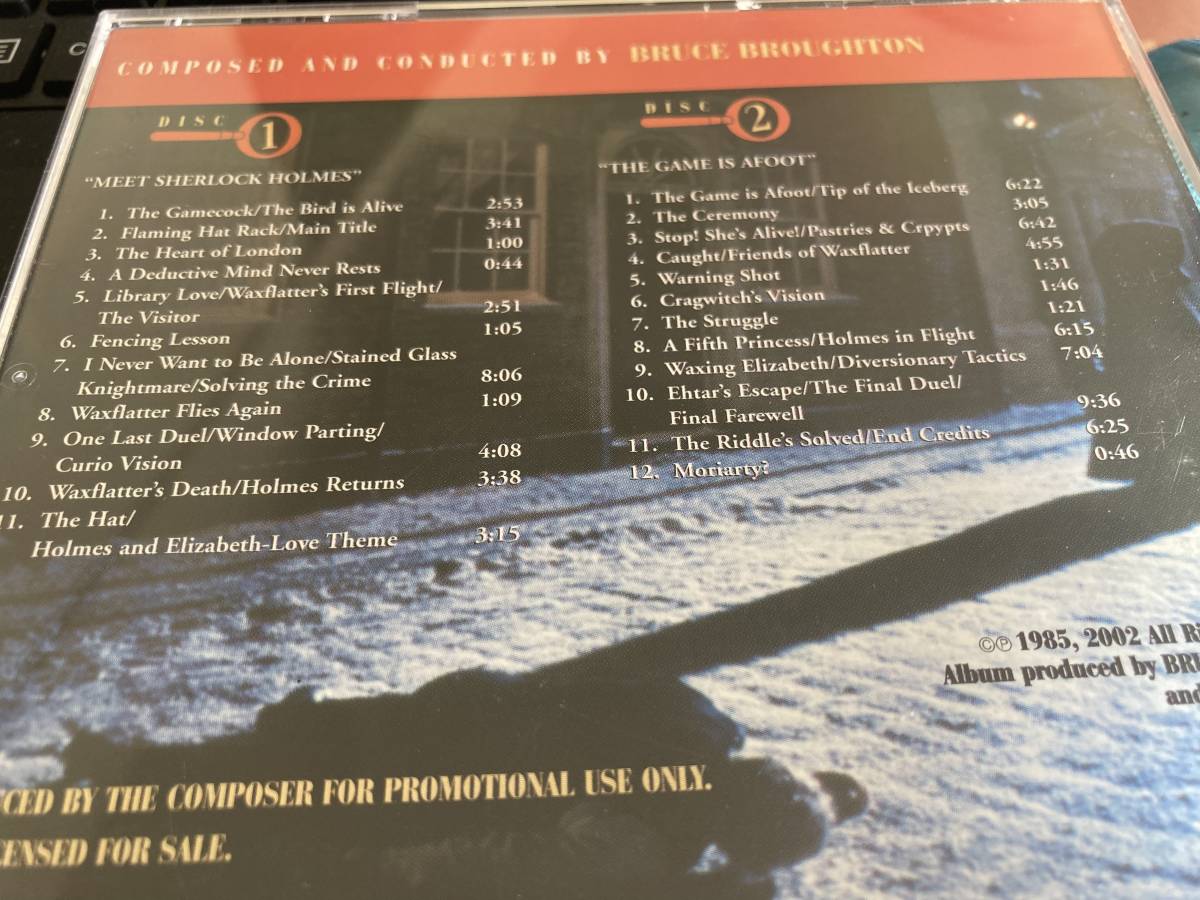 COMPOSED AND CONDUCTED BY BRUCE BROUGHTON
DISC 1
"MEET SHERLOCK HOLMES"
1. The Gamecock/The Bird is Alive 2:53
2. Flaming Hat Rack/Main Title 3:41
3. The Heart of London 1:00
4. A Deductive Mind Never Rests 0:44
5. Library Love/Waxflatter's First Flight/
The Visitor 2:51
6. Fencing Lesson 1:05
7. I Never Want to Be Alone/Stained Glass
Knightmare/Solving the Crime 8:06
8. Waxflatter Flies Again 1:09
9. One Last Duel/Window Parting/
Curio Vision 4:08
10. Waxflatter's Death/Holmes Returns 3:38
11. The Hat/
Holmes and Elizabeth-Love Theme 3:15
DISC 2
"THE GAME IS AFOOT"
1. The Game is Afoot/Tip of the Iceberg 6:22
2. The Ceremony 3:05
3. Stop! She's Alive!/Pastries & Crpypts 6:42
4. Caught/Friends of Waxflatter 4:55
5. Warning Shot 1:31
6. Cragwitch's Vision 1:46
7. The Struggle 1:21
8. A Fifth Princess/Holmes in Flight 6:15
9. Waxing Elizabeth/Diversionary Tactics 7:04
10. Ehtar's Escape/The Final Duel/
Final Farewell 9:36
11. The Riddle's Solved/End Credits 6:25
12. Moriarty? 0:46
©℗ 1985, 2002 All Ri
Album produced by BRU
and
CED BY THE COMPOSER FOR PROMOTIONAL USE ONLY.
ENSED FOR SALE.